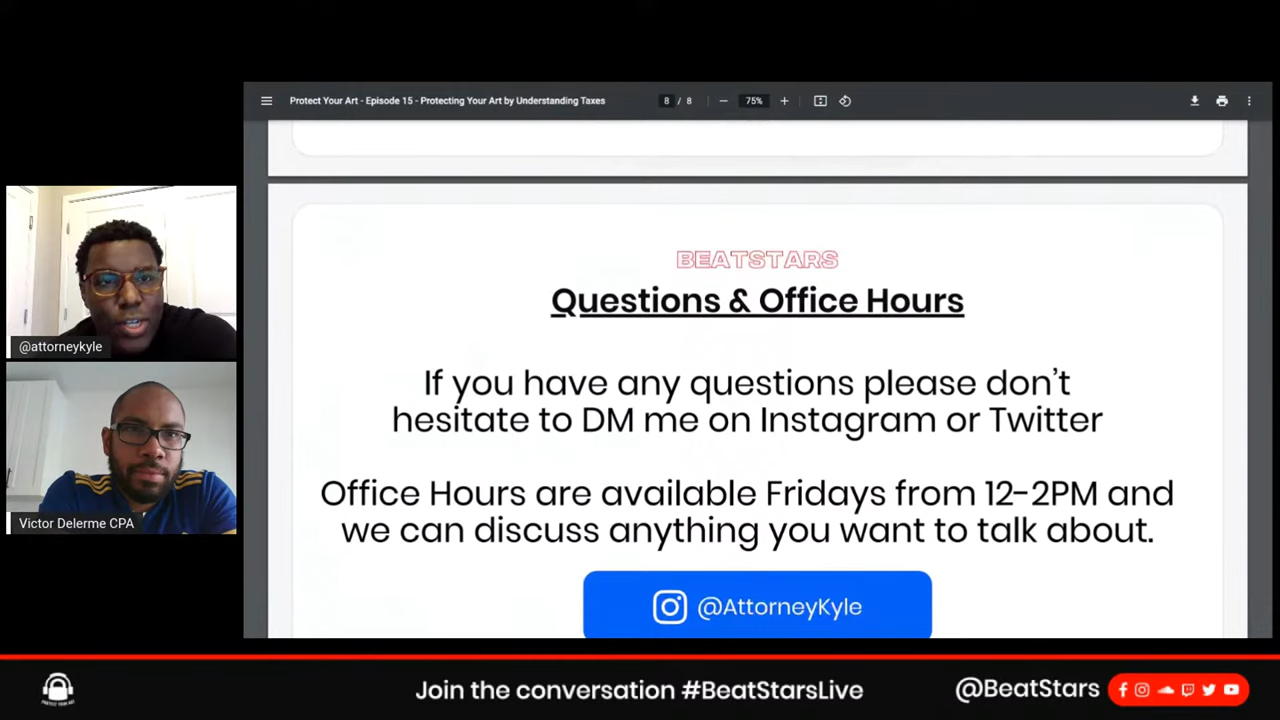 Protect Your Art - Episode 15 - Protecting Your Art by Understanding Taxes
8 / 8
75%
BEATSTARS
Questions & Office Hours
If you have any questions please don't
hesitate to DM me on Instagram or Twitter
Office Hours are available Fridays from 12-2PM and
we can discuss anything you want to talk about.
@AttorneyKyle
@attorneykyle
Victor Delerme CPA
PROTECT YOUR ART
Join the conversation #BeatStarsLive
@BeatStars